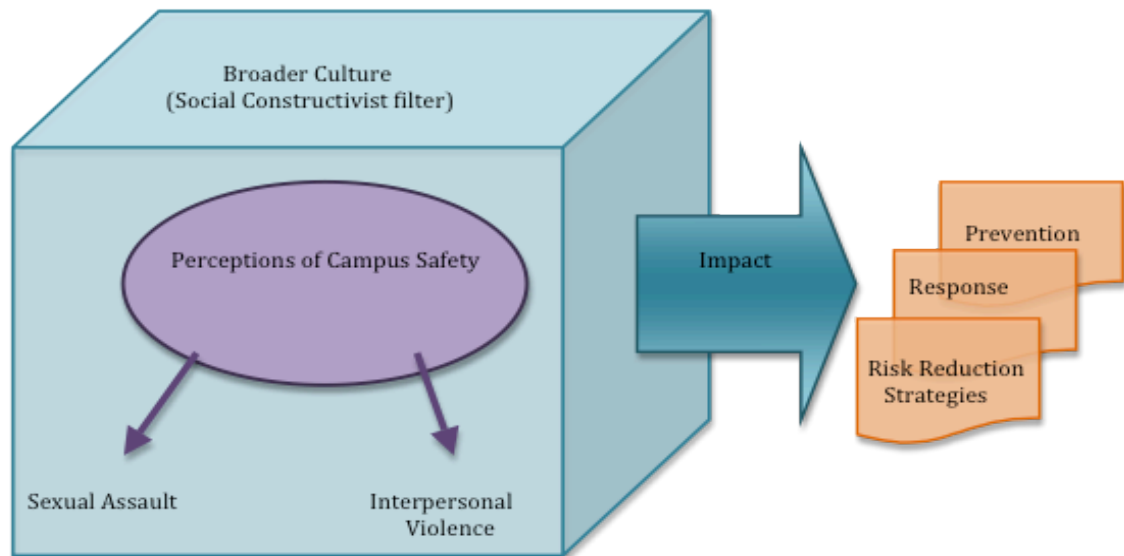 Broader Culture
(Social Constructivist filter)
Perceptions of Campus Safety
Sexual Assault
Interpersonal
Violence
Impact
Prevention
Response
Risk Reduction
Strategies